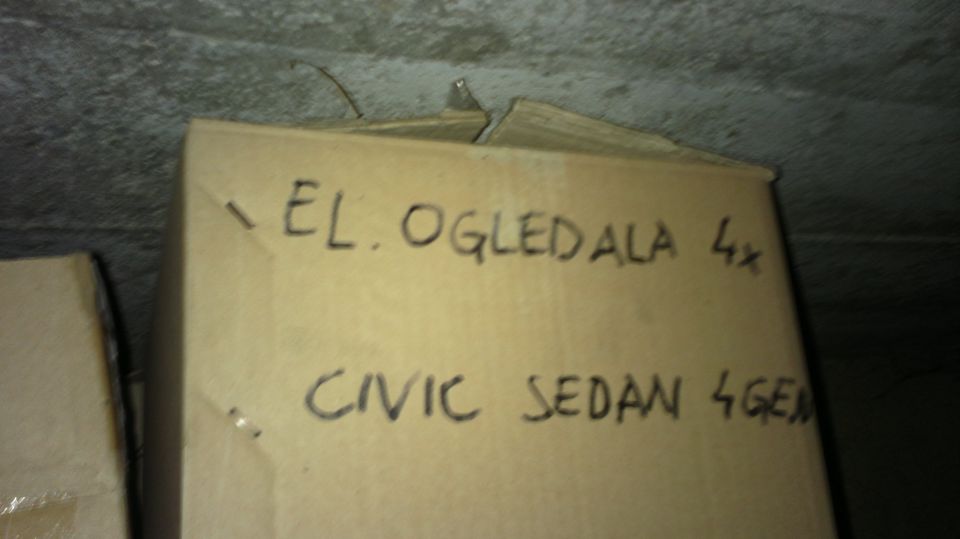 EL. OGLEDALA 4x
CIVIC SEDAN 4GEN